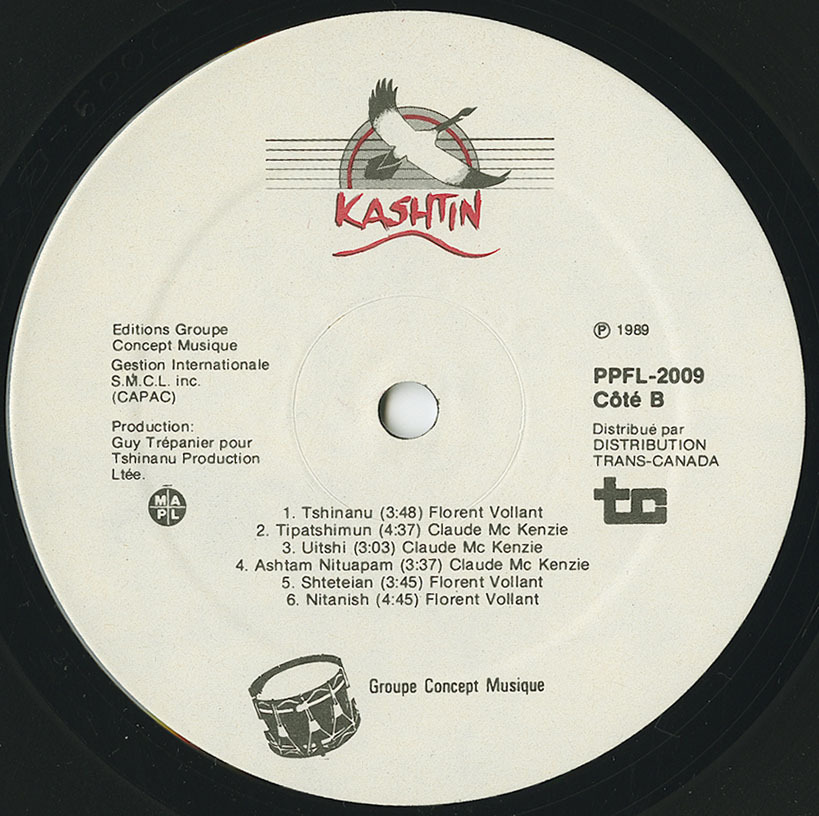 KASHTIN
Editions Groupe
Concept Musique
Gestion Internationale
S.M.C.L. inc.
(CAPAC)
Production:
Guy Trépanier pour
Tshinanu Production
Ltée.
MAPL
Ⓟ 1989
PPFL-2009
Côté B
Distribué par
DISTRIBUTION
TRANS-CANADA
tc
1. Tshinanu (3:48) Florent Vollant
2. Tipatshimun (4:37) Claude Mc Kenzie
3. Uitshi (3:03) Claude Mc Kenzie
4. Ashtam Nituapam (3:37) Claude Mc Kenzie
5. Shteteian (3:45) Florent Vollant
6. Nitanish (4:45) Florent Vollant
Groupe Concept Musique